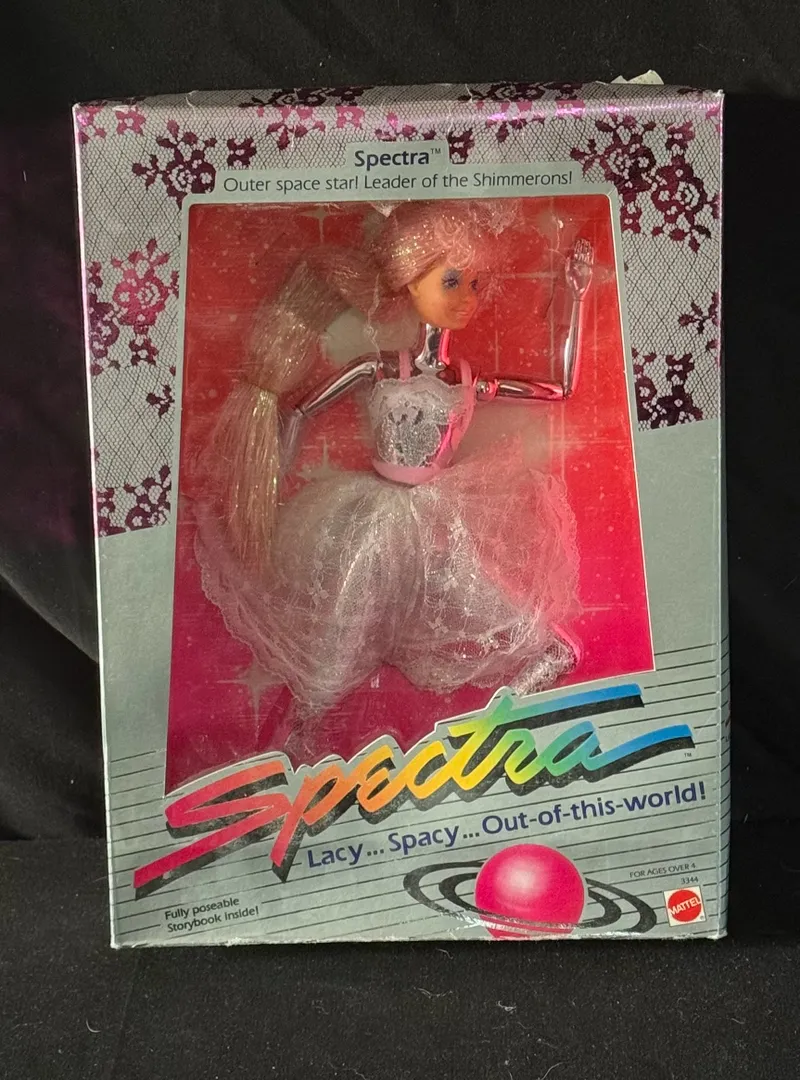 Spectra™
Outer space star! Leader of the Shimmerons!
Spectra™
Lacy... Spacy... Out-of-this-world!
Fully poseable
Storybook inside!
FOR AGES OVER 4.
3344
MATTEL